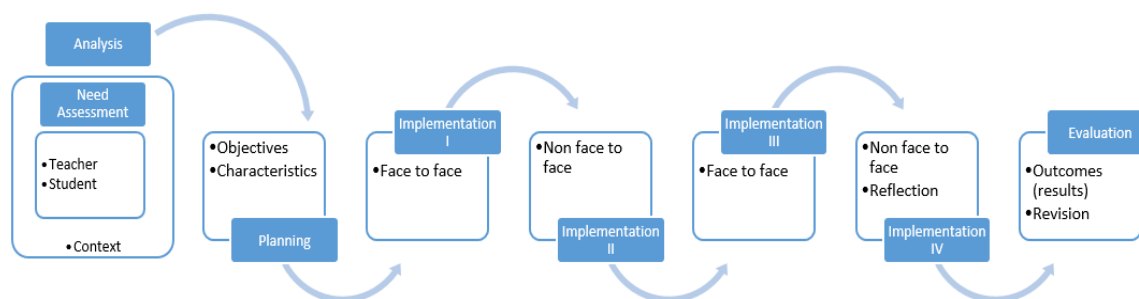 Analysis
Need
Assessment
•Teacher
•Student
•Context
•Objectives
•Characteristics
Planning
Implementation
I
•Face to face
•Non face to
face
Implementation
II
Implementation
III
•Face to face
•Non face to
face
•Reflection
Implementation
IV
Evaluation
•Outcomes
(results)
•Revision